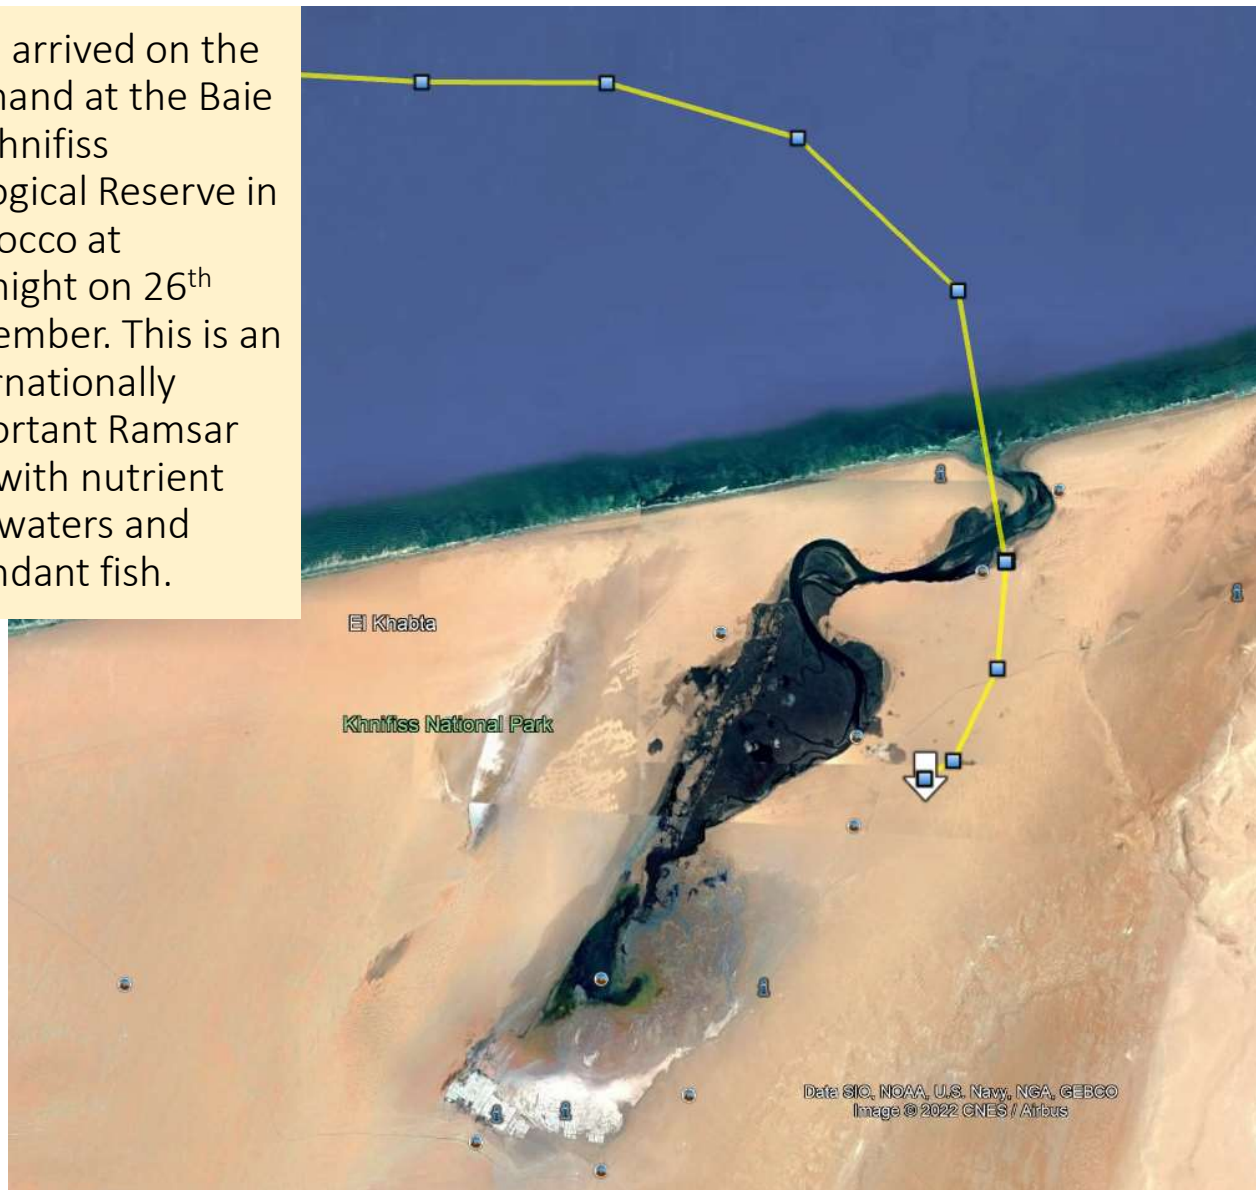 arrived on the
hand at the Baie
hnifiss
ogical Reserve in
occo at
night on 26th
ember. This is an
rnationally
ortant Ramsar
with nutrient
waters and
ndant fish.
El Khabta
Khnifiss National Park
Data SIO, NOAA, U.S. Navy, NGA, GEBCO
Image © 2022 CNES / Airbus